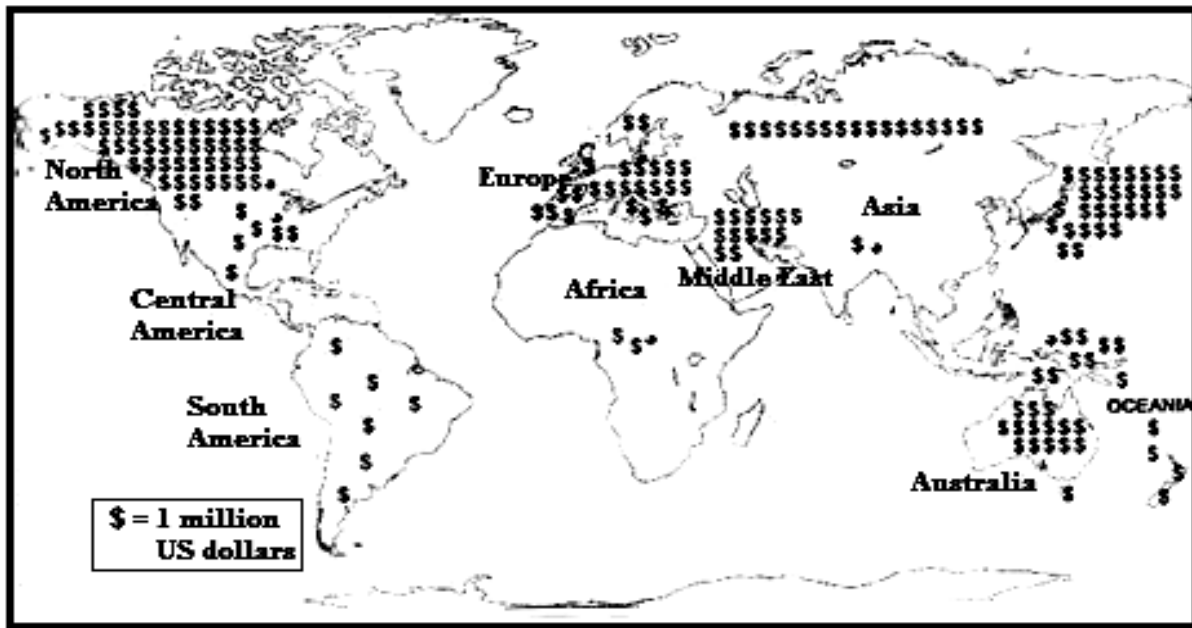 North
America
Europe
Asia
Africa
Middle East
Central
America
South
America
OCEANIA
Australia
$ = 1 million
US dollars